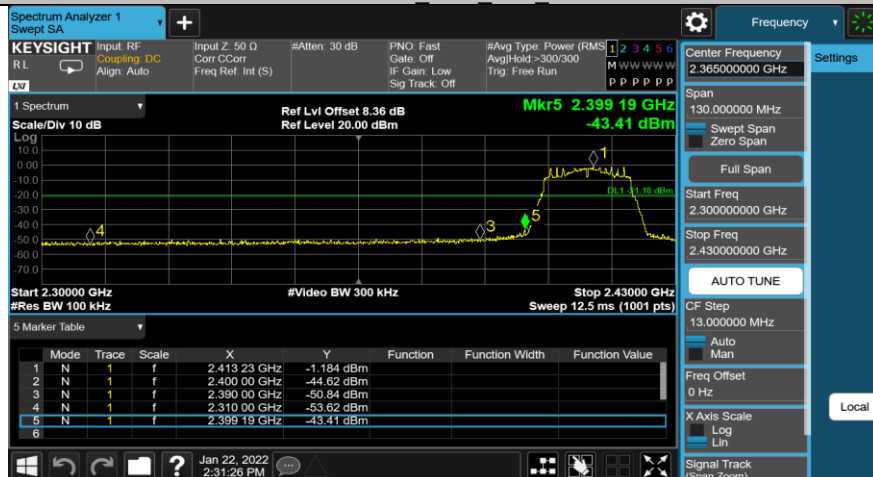 Spectrum Analyzer 1
Swept SA
Frequency
KEYSIGHT
RL
LXI
Input: RF
Coupling: DC
Align: Auto
Input Z: 50 Ω
Corr CCorr
Freq Ref: Int (S)
#Atten: 30 dB
PNO: Fast
Gate: Off
IF Gain: Low
Sig Track: Off
#Avg Type: Power (RMS
Avg|Hold:>300/300
Trig: Free Run
1 2 3 4 5 6
M W W W W W
P P P P P P
1 Spectrum
Scale/Div 10 dB
Ref Lvl Offset 8.36 dB
Ref Level 20.00 dBm
Mkr5 2.399 19 GHz
-43.41 dBm
Log
10.0
0.00
-10.0
-20.0
-30.0
-40.0
-50.0
-60.0
-70.0
1
DL1 -21.18 dBm
5
3
4
Start 2.30000 GHz
#Video BW 300 kHz
Stop 2.43000 GHz
#Res BW 100 kHz
Sweep 12.5 ms (1001 pts)
5 Marker Table
Mode Trace Scale X Y Function Function Width Function Value
1 N 1 f 2.413 23 GHz -1.184 dBm
2 N 1 f 2.400 00 GHz -44.62 dBm
3 N 1 f 2.390 00 GHz -50.84 dBm
4 N 1 f 2.310 00 GHz -53.62 dBm
5 N 1 f 2.399 19 GHz -43.41 dBm
6
?
Jan 22, 2022
2:31:26 PM
Center Frequency
2.365000000 GHz
Settings
Span
130.000000 MHz
Swept Span
Zero Span
Full Span
Start Freq
2.300000000 GHz
Stop Freq
2.430000000 GHz
AUTO TUNE
CF Step
13.000000 MHz
Auto
Man
Freq Offset
0 Hz
Local
X Axis Scale
Log
Lin
Signal Track
(Span Zoom)